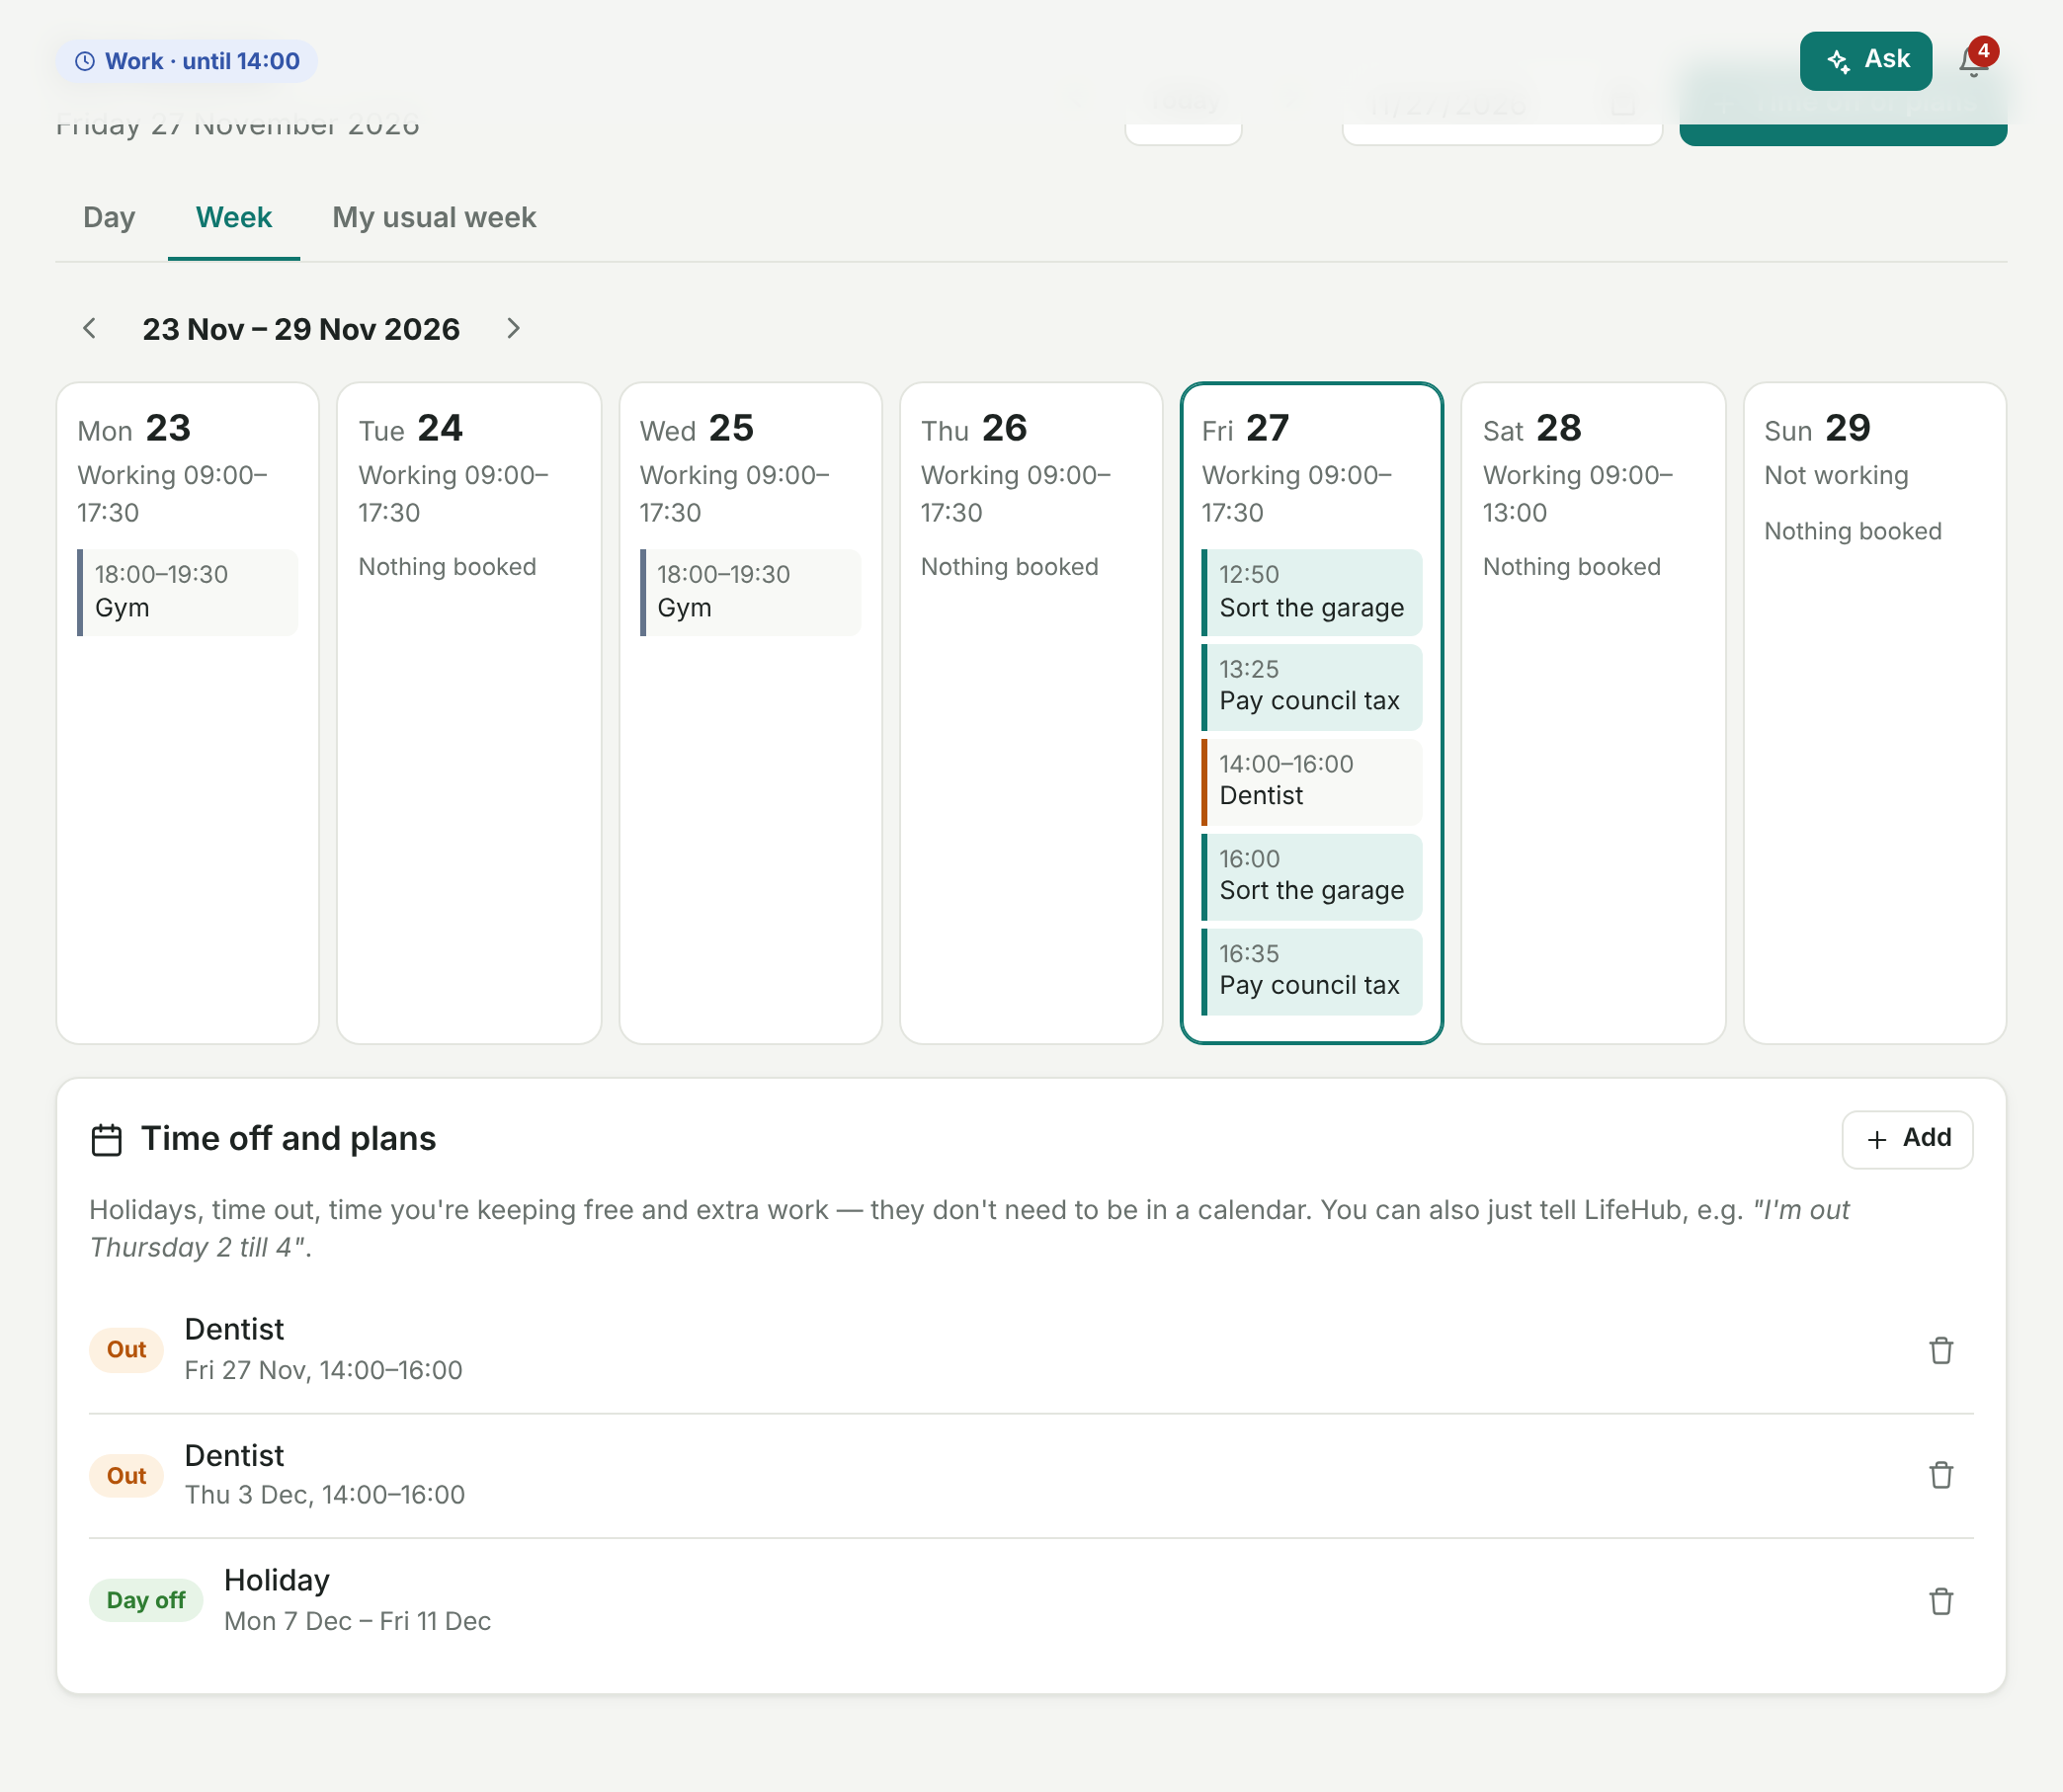 Work · until 14:00
Ask
4
Friday 27 November 2026
Today
11/27/2026
Day
Week
My usual week
23 Nov – 29 Nov 2026
Mon 23
Working 09:00–
17:30
18:00–19:30
Gym
Tue 24
Working 09:00–
17:30
Nothing booked
Wed 25
Working 09:00–
17:30
18:00–19:30
Gym
Thu 26
Working 09:00–
17:30
Nothing booked
Fri 27
Working 09:00–
17:30
12:50
Sort the garage
13:25
Pay council tax
14:00–16:00
Dentist
16:00
Sort the garage
16:35
Pay council tax
Sat 28
Working 09:00–
13:00
Nothing booked
Sun 29
Not working
Nothing booked
Time off and plans
Add
Holidays, time out, time you're keeping free and extra work — they don't need to be in a calendar. You can also just tell LifeHub, e.g. "I'm out
Thursday 2 till 4".
Out
Dentist
Fri 27 Nov, 14:00–16:00
Out
Dentist
Thu 3 Dec, 14:00–16:00
Day off
Holiday
Mon 7 Dec – Fri 11 Dec